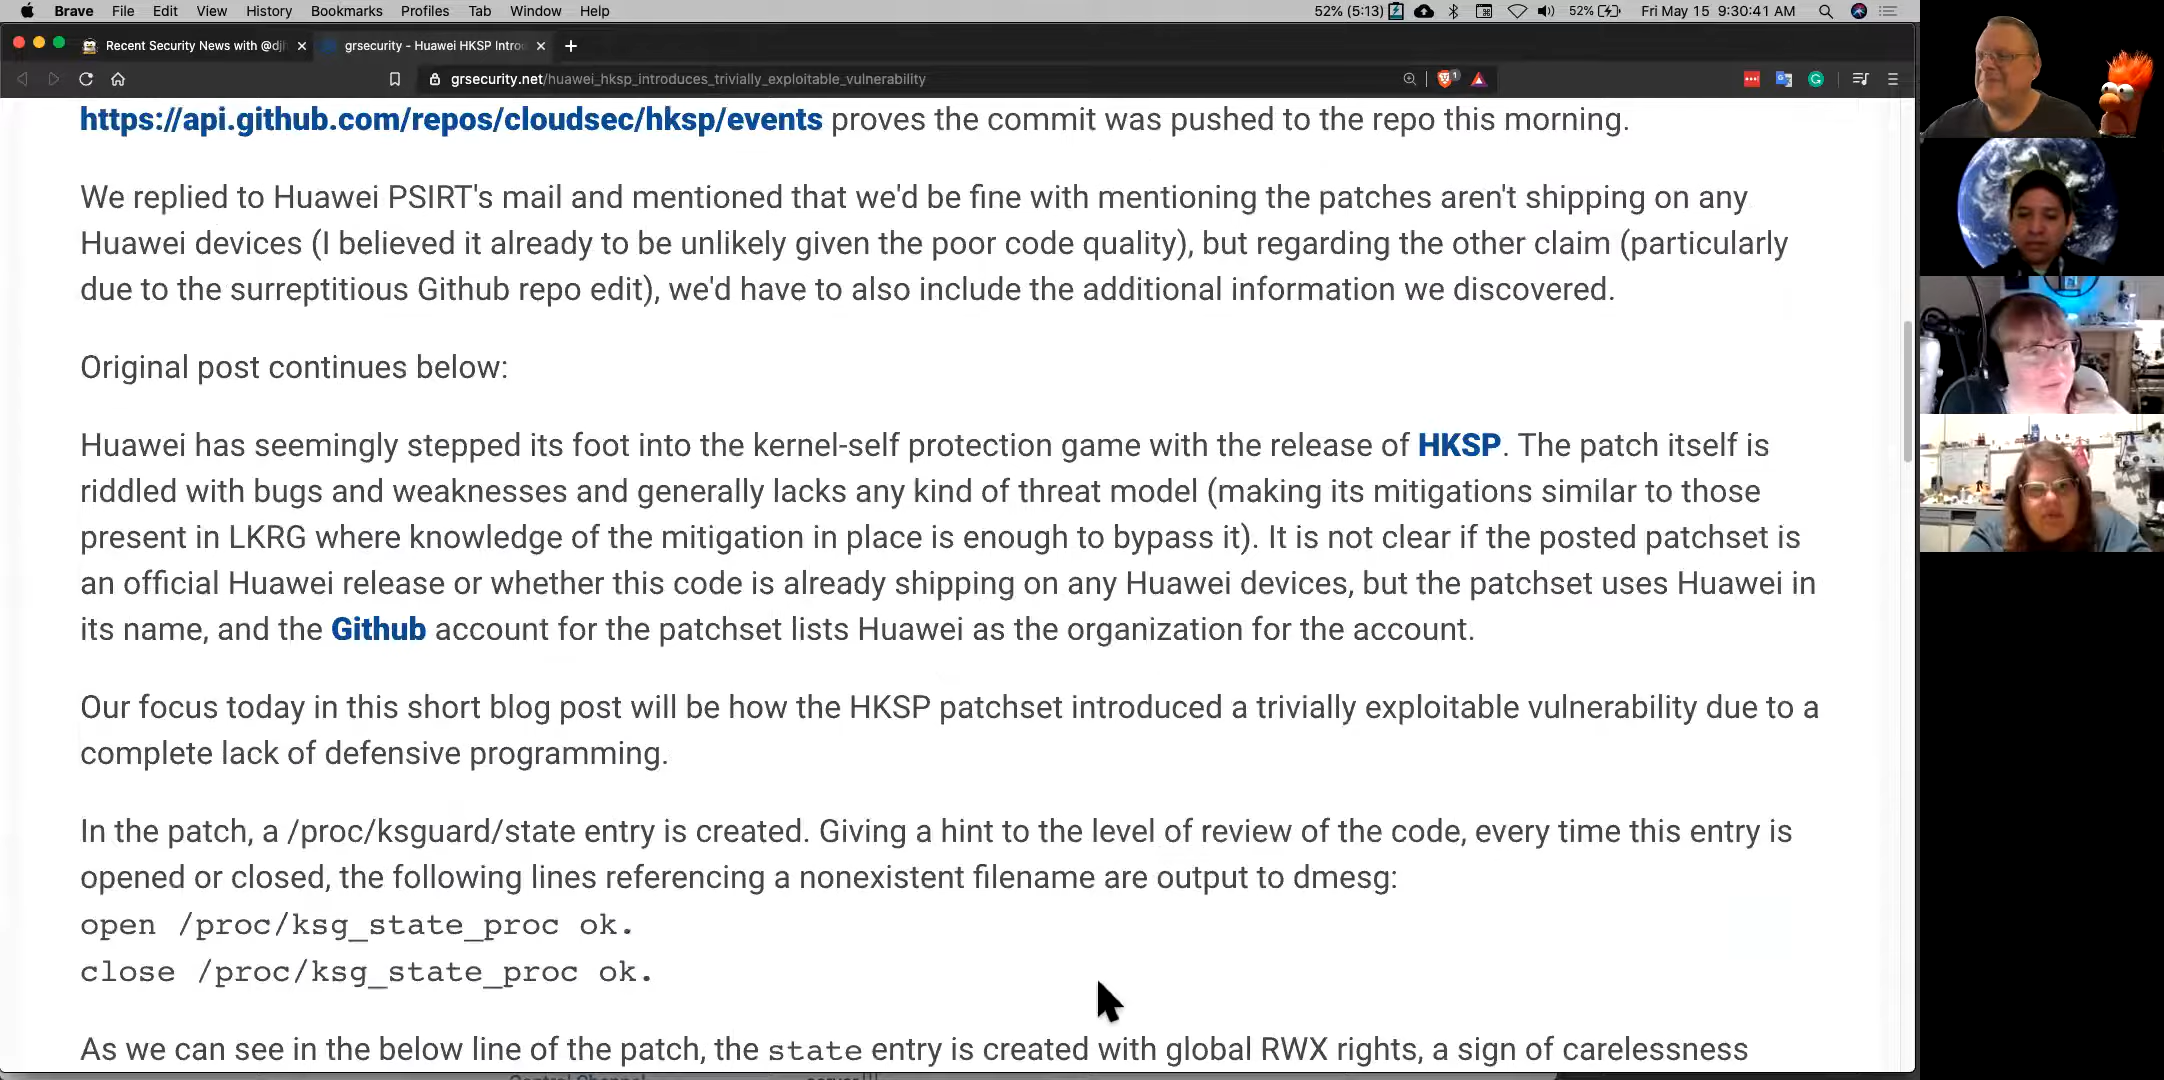 Brave File Edit View History Bookmarks Profiles Tab Window Help 52% (5:13) 52% Fri May 15 9:30:41 AM
Recent Security News with @djh
grsecurity - Huawei HKSP Intro
grsecurity.net/huawei_hksp_introduces_trivially_exploitable_vulnerability
https://api.github.com/repos/cloudsec/hksp/events proves the commit was pushed to the repo this morning.
We replied to Huawei PSIRT's mail and mentioned that we'd be fine with mentioning the patches aren't shipping on any
Huawei devices (I believed it already to be unlikely given the poor code quality), but regarding the other claim (particularly
due to the surreptitious Github repo edit), we'd have to also include the additional information we discovered.
Original post continues below:
Huawei has seemingly stepped its foot into the kernel-self protection game with the release of HKSP. The patch itself is
riddled with bugs and weaknesses and generally lacks any kind of threat model (making its mitigations similar to those
present in LKRG where knowledge of the mitigation in place is enough to bypass it). It is not clear if the posted patchset is
an official Huawei release or whether this code is already shipping on any Huawei devices, but the patchset uses Huawei in
its name, and the Github account for the patchset lists Huawei as the organization for the account.
Our focus today in this short blog post will be how the HKSP patchset introduced a trivially exploitable vulnerability due to a
complete lack of defensive programming.
In the patch, a /proc/ksguard/state entry is created. Giving a hint to the level of review of the code, every time this entry is
opened or closed, the following lines referencing a nonexistent filename are output to dmesg:
open /proc/ksg_state_proc ok.
close /proc/ksg_state_proc ok.
As we can see in the below line of the patch, the state entry is created with global RWX rights, a sign of carelessness